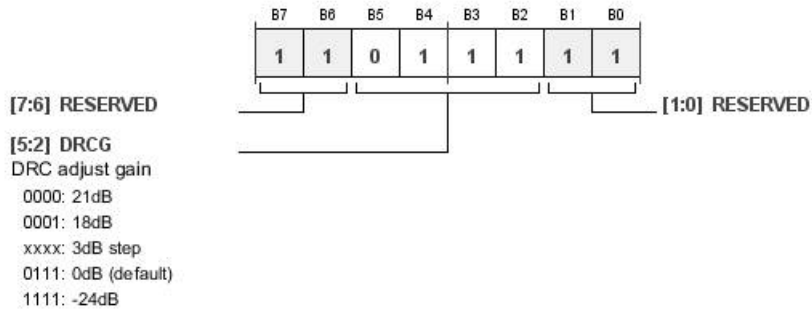 B7 B6 B5 B4 B3 B2 B1 B0
1 1 0 1 1 1 1 1
[7:6] RESERVED
[1:0] RESERVED
[5:2] DRCG
DRC adjust gain
0000: 21dB
0001: 18dB
xxxx: 3dB step
0111: 0dB (default)
1111: -24dB